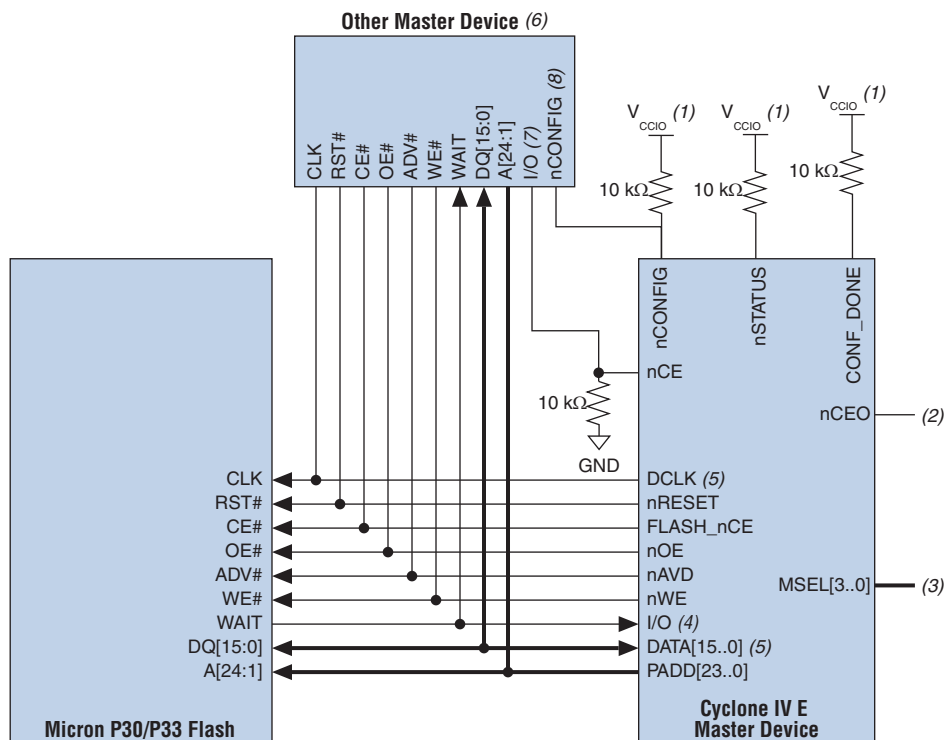 Other Master Device (6)
CLK
RST#
CE#
OE#
ADV#
WE#
WAIT
DQ[15:0]
A[24:1]
I/O (7)
nCONFIG (8)
VCCIO (1)
VCCIO (1)
VCCIO (1)
10 kΩ
10 kΩ
10 kΩ
nCONFIG
nSTATUS
CONF_DONE
nCE
10 kΩ
GND
nCEO
(2)
CLK
DCLK (5)
RST#
nRESET
CE#
FLASH_nCE
OE#
nOE
ADV#
nAVD
MSEL[3..0]
(3)
WE#
nWE
WAIT
I/O (4)
DQ[15:0]
DATA[15..0] (5)
A[24:1]
PADD[23..0]
Micron P30/P33 Flash
Cyclone IV E
Master Device